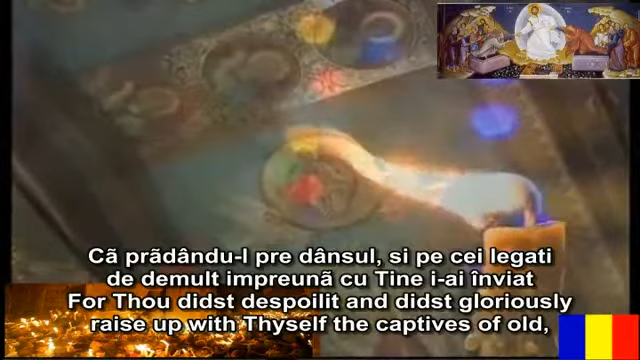 Cã prãdându-l pre dânsul, si pe cei legati
de demult impreunã cu Tine i-ai înviat
For Thou didst despoilit and didst gloriously
raise up with Thyself the captives of old,